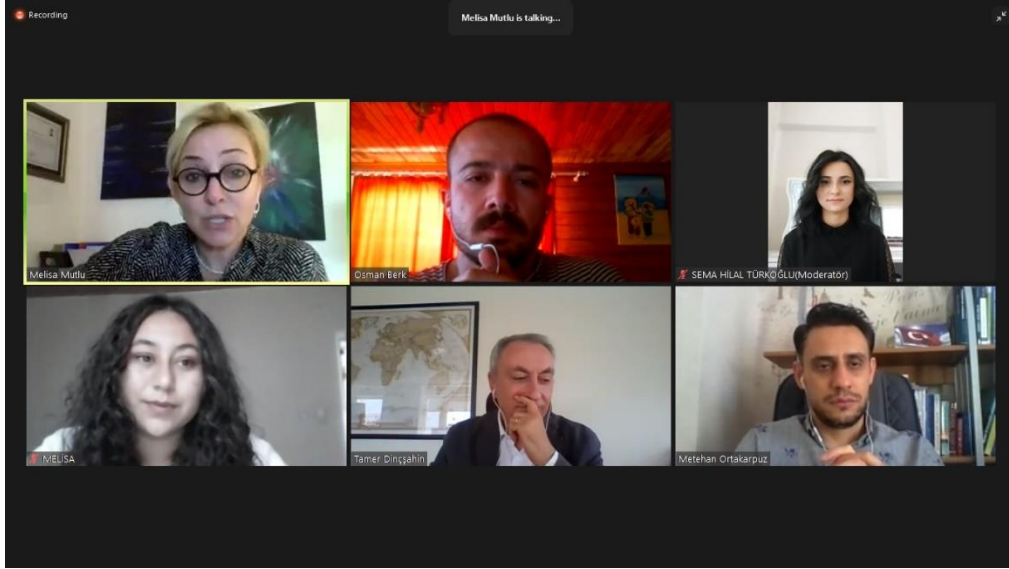 Recording
Melisa Mutlu is talking...
Melisa Mutlu
Osman Berk
SEMA HİLAL TÜRKOĞLU(Moderatör)
MELİSA
Tamer Dinçşahin
Metehan Ortakarpuz
Paris